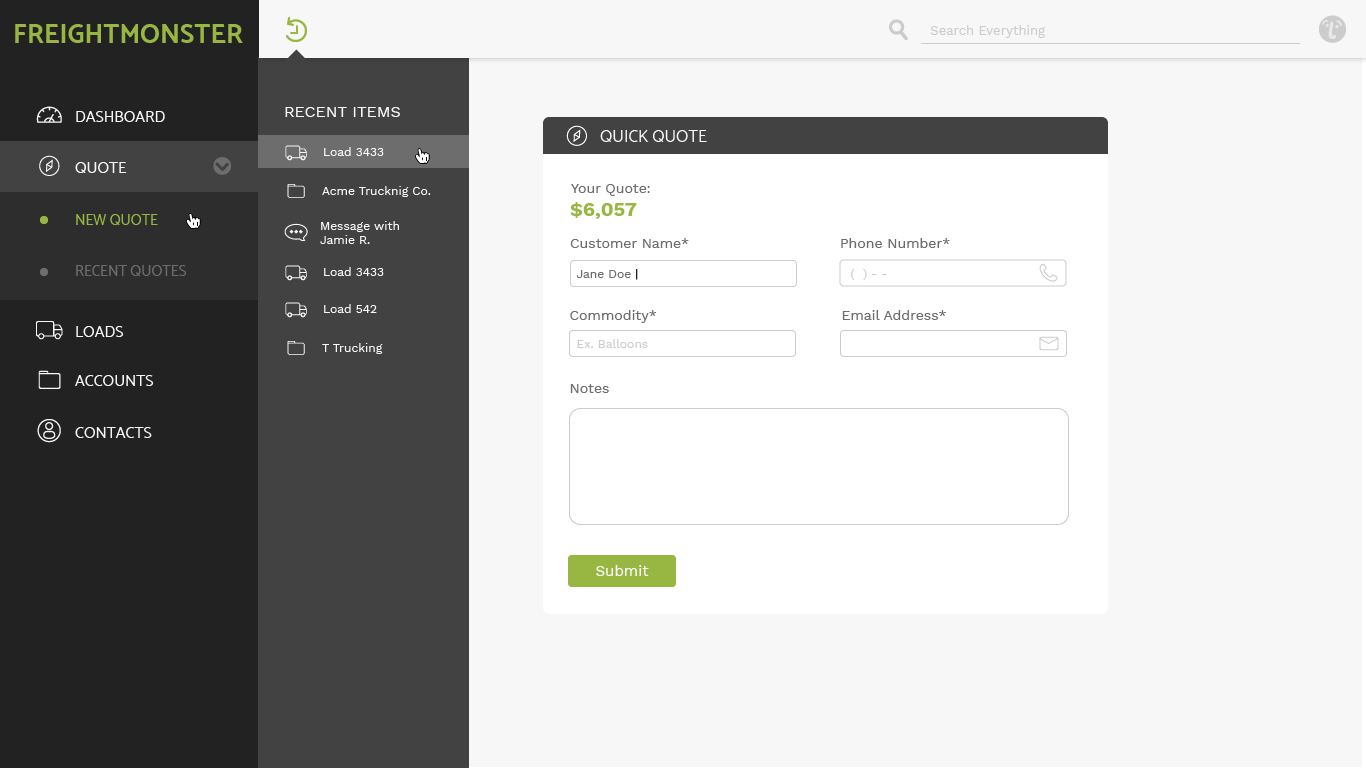 FREIGHTMONSTER
Search Everything
DASHBOARD
QUOTE
NEW QUOTE
RECENT QUOTES
LOADS
ACCOUNTS
CONTACTS
RECENT ITEMS
Load 3433
Acme Trucknig Co.
Message with
Jamie R.
Load 3433
Load 542
T Trucking
QUICK QUOTE
Your Quote:
$6,057
Customer Name*
Phone Number*
Jane Doe
( ) - -
Commodity*
Email Address*
Ex. Balloons
Notes
Submit